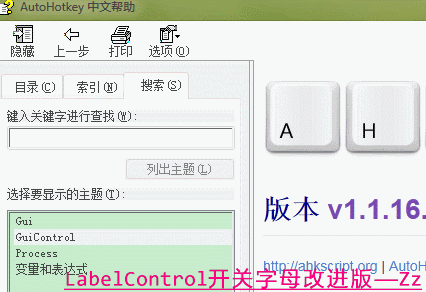 AutoHotkey 中文帮助
隐藏 上一步 打印 选项(O)
目录(C) 索引(N) 搜索(S)
键入关键字进行查找(W):
列出主题(L)
选择要显示的主题(T):
Gui
GuiControl
Process
变量和表达式
A H
版本 v1.1.16.
http://ahkscript.org | AutoH
LabelControl开关字母改进版——Zz